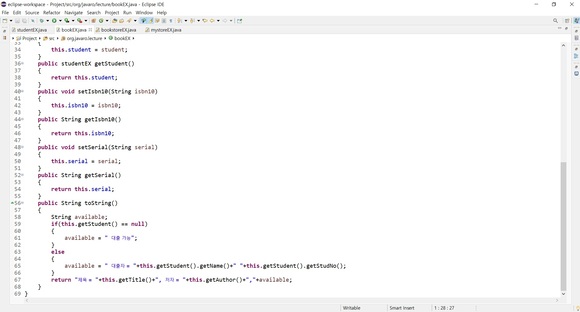 eclipse-workspace - Project/src/org/javaro/lecture/bookEX.java - Eclipse IDE
File Edit Source Refactor Navigate Search Project Run Window Help
studentEX.java bookEX.java bookstoreEX.java mystoreEX.java
Project src org.javaro.lecture bookEX
33 {
34 this.student = student;
35 }
36 public studentEX getStudent()
37 {
38 return this.student;
39 }
40 public void setIsbn10(String isbn10)
41 {
42 this.isbn10 = isbn10;
43 }
44 public String getIsbn10()
45 {
46 return this.isbn10;
47 }
48 public void setSerial(String serial)
49 {
50 this.serial = serial;
51 }
52 public String getSerial()
53 {
54 return this.serial;
55 }
56 public String toString()
57 {
58 String available;
59 if(this.getStudent() == null)
60 {
61 available = " 대출 가능";
62 }
63 else
64 {
65 available = " 대출자 = "+this.getStudent().getName()+" "+this.getStudent().getStudNo();
66 }
67 return "제목 = "+this.getTitle()+", 저자 = "+this.getAuthor()+","+available;
68 }
69 }
Writable Smart Insert 1 : 28 : 27